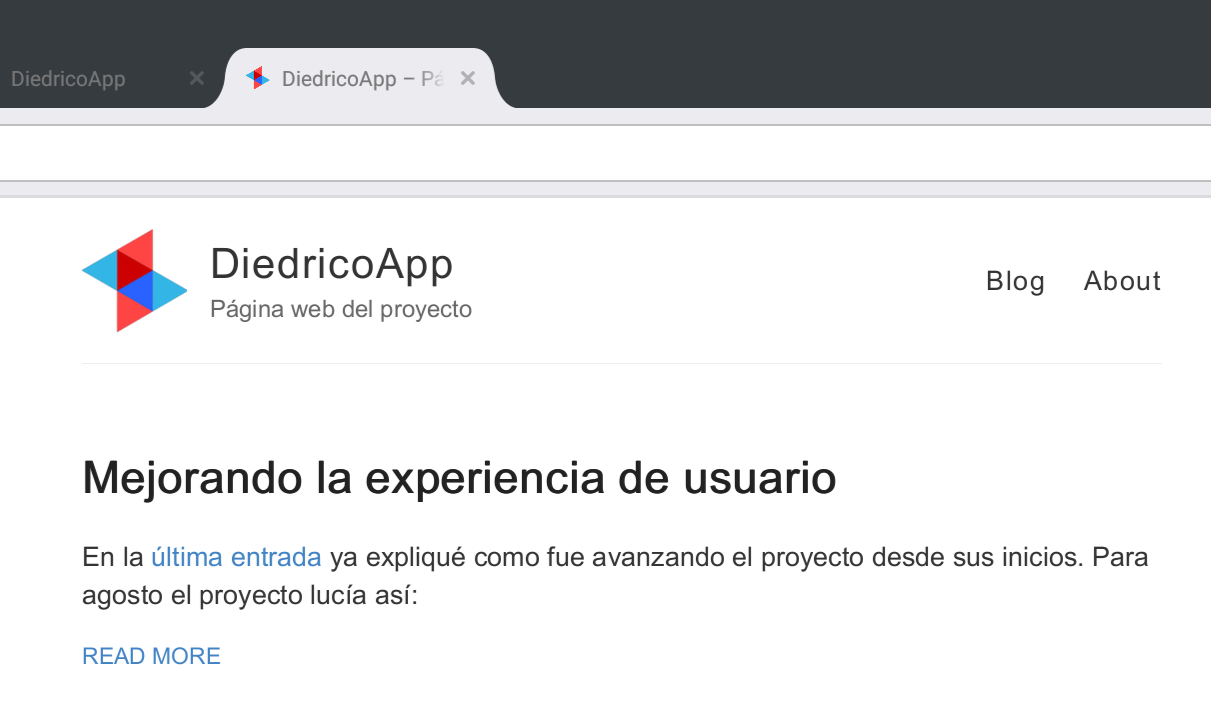 DiedricoApp
DiedricoApp – Pá
DiedricoApp
Página web del proyecto
Blog About
Mejorando la experiencia de usuario
En la última entrada ya expliqué como fue avanzando el proyecto desde sus inicios. Para
agosto el proyecto lucía así:
READ MORE